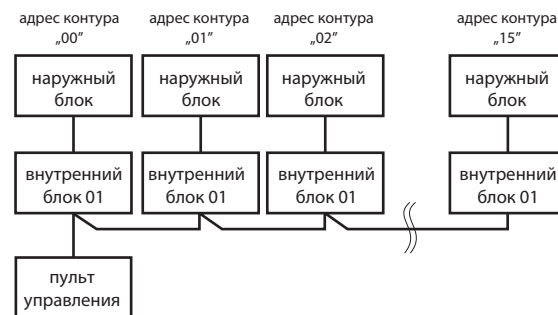 адрес контура
„00”
адрес контура
„01”
адрес контура
„02”
адрес контура
„15”
наружный
блок
наружный
блок
наружный
блок
наружный
блок
внутренний
блок 01
внутренний
блок 01
внутренний
блок 01
внутренний
блок 01
пульт
управления